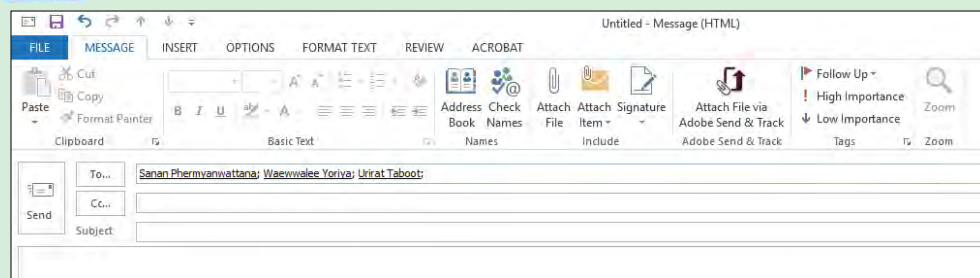 Untitled - Message (HTML)
FILE MESSAGE INSERT OPTIONS FORMAT TEXT REVIEW ACROBAT
Paste
Cut
Copy
Format Painter
Clipboard
B I U
Basic Text
Address Book
Check Names
Names
Attach File
Attach Item
Signature
Include
Attach File via
Adobe Send & Track
Adobe Send & Track
Follow Up
High Importance
Low Importance
Tags
Zoom
Zoom
Send
To... Sanan Phermvanwattana; Waewwalee Yoriya; Urirat Taboot;
Cc...
Subject